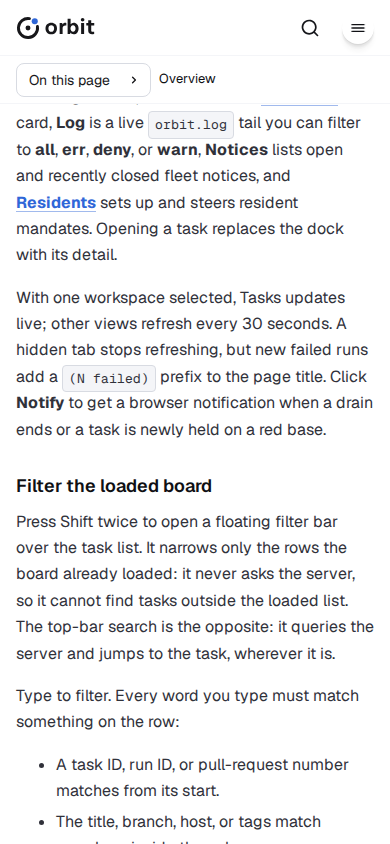 orbit
On this page
Overview
card, Log is a live orbit.log tail you can filter
to all, err, deny, or warn, Notices lists open
and recently closed fleet notices, and
Residents sets up and steers resident
mandates. Opening a task replaces the dock
with its detail.
With one workspace selected, Tasks updates
live; other views refresh every 30 seconds. A
hidden tab stops refreshing, but new failed runs
add a (N failed) prefix to the page title. Click
Notify to get a browser notification when a drain
ends or a task is newly held on a red base.
Filter the loaded board
Press Shift twice to open a floating filter bar
over the task list. It narrows only the rows the
board already loaded: it never asks the server,
so it cannot find tasks outside the loaded list.
The top-bar search is the opposite: it queries the
server and jumps to the task, wherever it is.
Type to filter. Every word you type must match
something on the row:
• A task ID, run ID, or pull-request number
matches from its start.
• The title, branch, host, or tags match